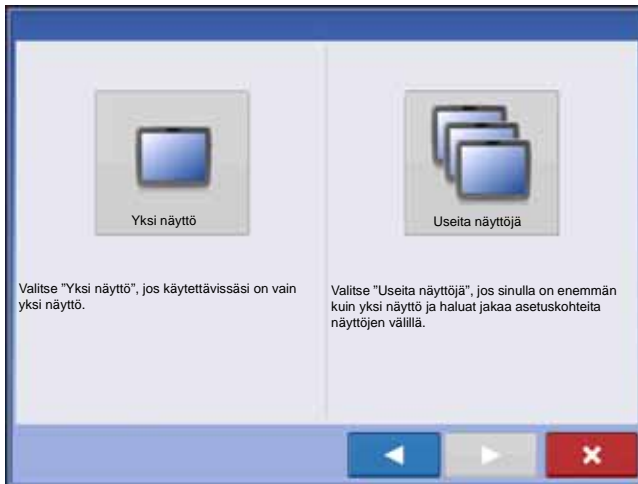 Yksi näyttö
Useita näyttöjä
Valitse ”Yksi näyttö”, jos käytettävissäsi on vain
yksi näyttö.
Valitse ”Useita näyttöjä”, jos sinulla on enemmän
kuin yksi näyttö ja haluat jakaa asetuskohteita
näyttöjen välillä.